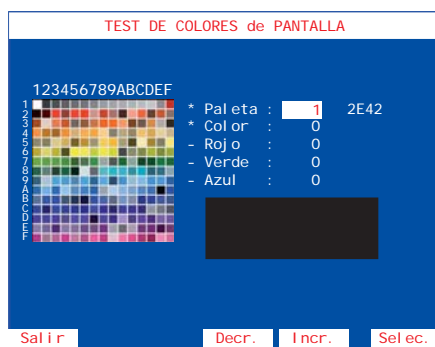 TEST DE COLORES de PANTALLA
123456789ABCDEF
1
2
3
4
5
6
7
8
9
A
B
C
D
E
F
* Paleta : 1 2E42
* Color : 0
- Rojo : 0
- Verde : 0
- Azul : 0
Salir Decr. Incr. Selec.